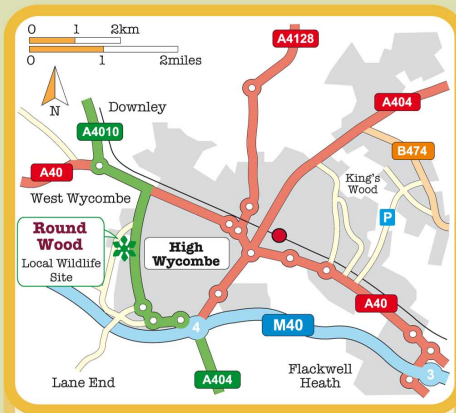 0 1 2km
0 1 2miles
N
A4128
Downley
A404
A4010
B474
A40
King's
Wood
West Wycombe
P
Round
Wood
Local Wildlife
Site
High
Wycombe
A40
4
M40
3
Lane End
A404
Flackwell
Heath